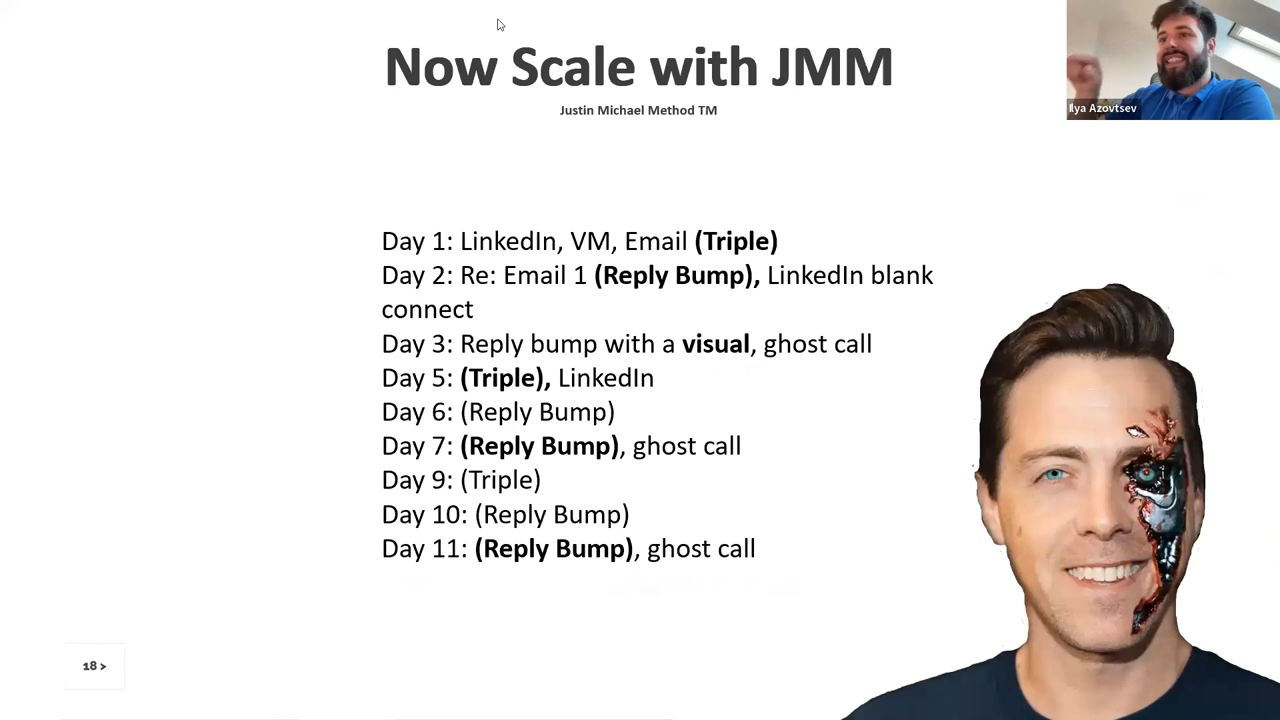 Now Scale with JMM
Justin Michael Method TM
Ilya Azovtsev
Day 1: LinkedIn, VM, Email (Triple)
Day 2: Re: Email 1 (Reply Bump), LinkedIn blank
connect
Day 3: Reply bump with a visual, ghost call
Day 5: (Triple), LinkedIn
Day 6: (Reply Bump)
Day 7: (Reply Bump), ghost call
Day 9: (Triple)
Day 10: (Reply Bump)
Day 11: (Reply Bump), ghost call
18 >